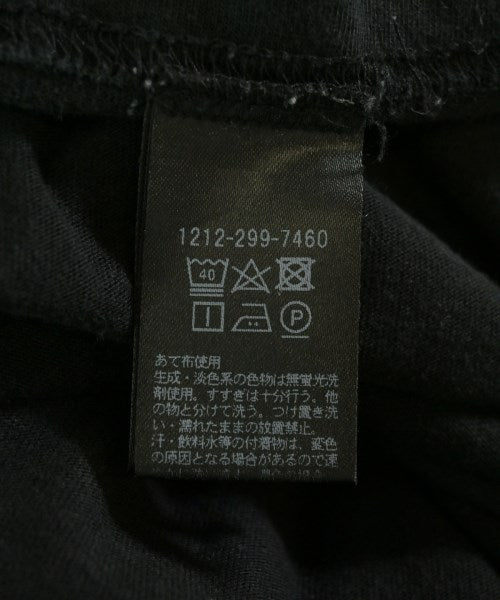 1212-299-7460
40
P
あて布使用
生成・淡色系の色物は無蛍光洗
剤使用。すすぎは十分行う。他
の物と分けて洗う。つけ置き洗
い・濡れたままの放置禁止。
汗・飲料水等の付着物は、変色
の原因となる場合があるので速